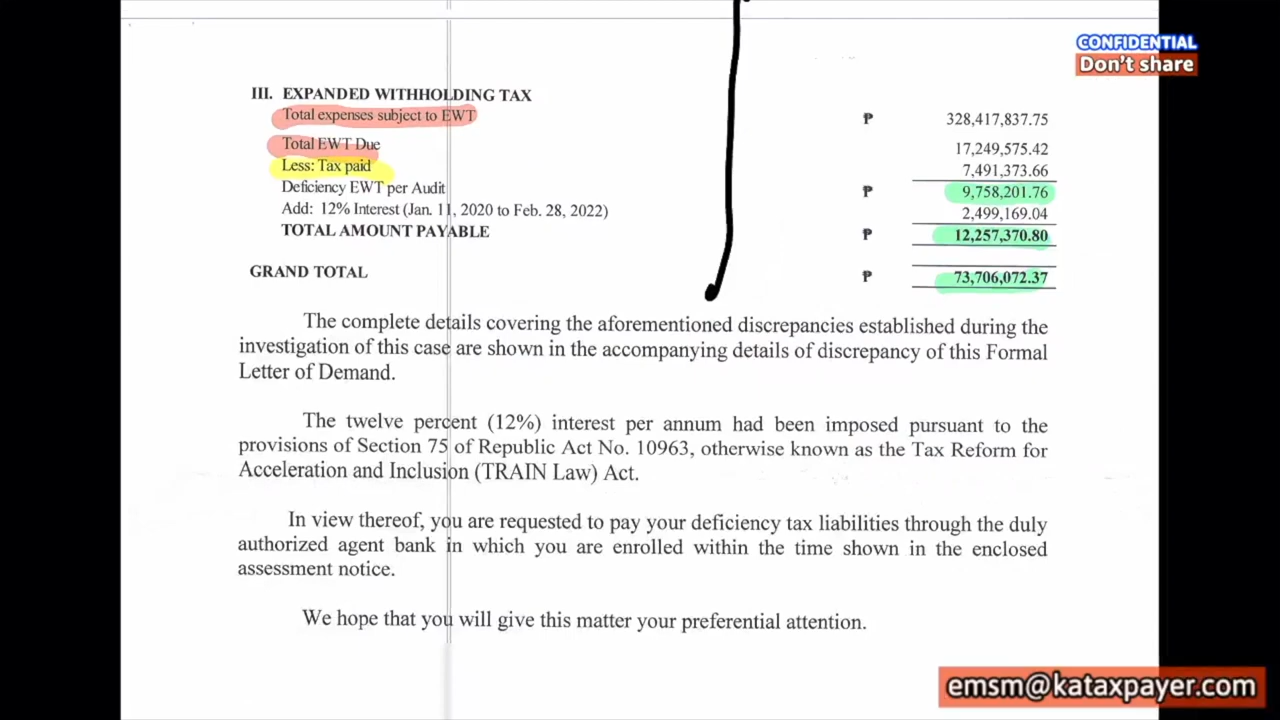 CONFIDENTIAL
Don't share
III. EXPANDED WITHHOLDING TAX
Total expenses subject to EWT ₱ 328,417,837.75
Total EWT Due 17,249,575.42
Less: Tax paid 7,491,373.66
Deficiency EWT per Audit ₱ 9,758,201.76
Add: 12% Interest (Jan. 11, 2020 to Feb. 28, 2022) 2,499,169.04
TOTAL AMOUNT PAYABLE ₱ 12,257,370.80
GRAND TOTAL ₱ 73,706,072.37
The complete details covering the aforementioned discrepancies established during the
investigation of this case are shown in the accompanying details of discrepancy of this Formal
Letter of Demand.
The twelve percent (12%) interest per annum had been imposed pursuant to the
provisions of Section 75 of Republic Act No. 10963, otherwise known as the Tax Reform for
Acceleration and Inclusion (TRAIN Law) Act.
In view thereof, you are requested to pay your deficiency tax liabilities through the duly
authorized agent bank in which you are enrolled within the time shown in the enclosed
assessment notice.
We hope that you will give this matter your preferential attention.
emsm@kataxpayer.com